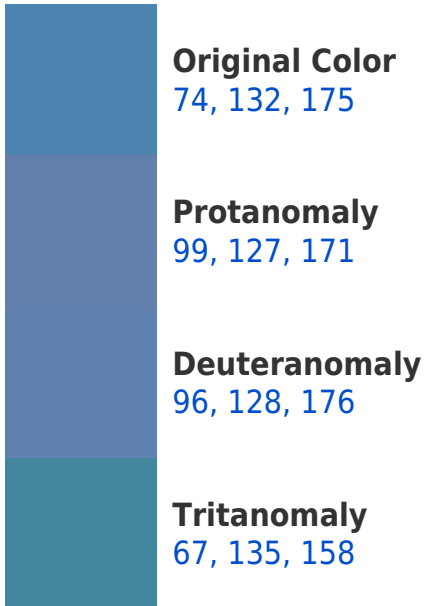 Original Color
74, 132, 175
Protanomaly
99, 127, 171
Deuteranomaly
96, 128, 176
Tritanomaly
67, 135, 158